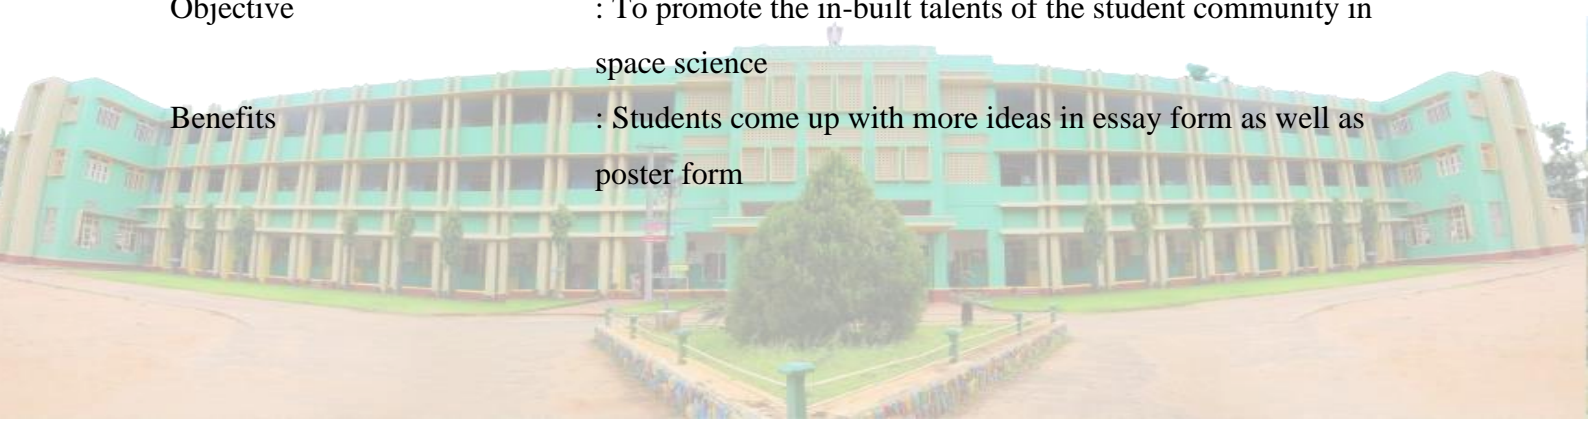 Objective : To promote the in-built talents of the student community in
space science
Benefits : Students come up with more ideas in essay form as well as
poster form